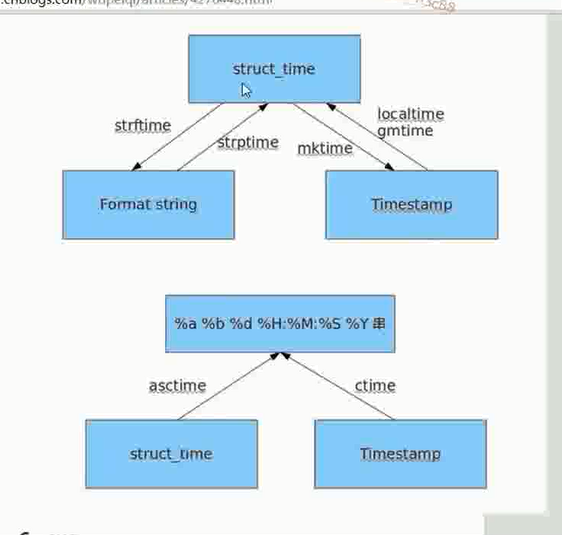 struct_time
strftime
strptime
mktime
localtime
gmtime
Format string
Timestamp
%a %b %d %H:%M:%S %Y 串
asctime
ctime
struct_time
Timestamp